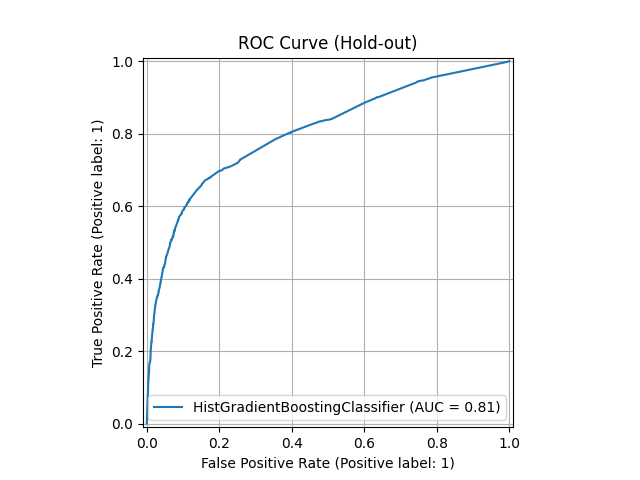 ROC Curve (Hold-out)
True Positive Rate (Positive label: 1)
1.0
0.8
0.6
0.4
0.2
0.0
HistGradientBoostingClassifier (AUC = 0.81)
0.0 0.2 0.4 0.6 0.8 1.0
False Positive Rate (Positive label: 1)